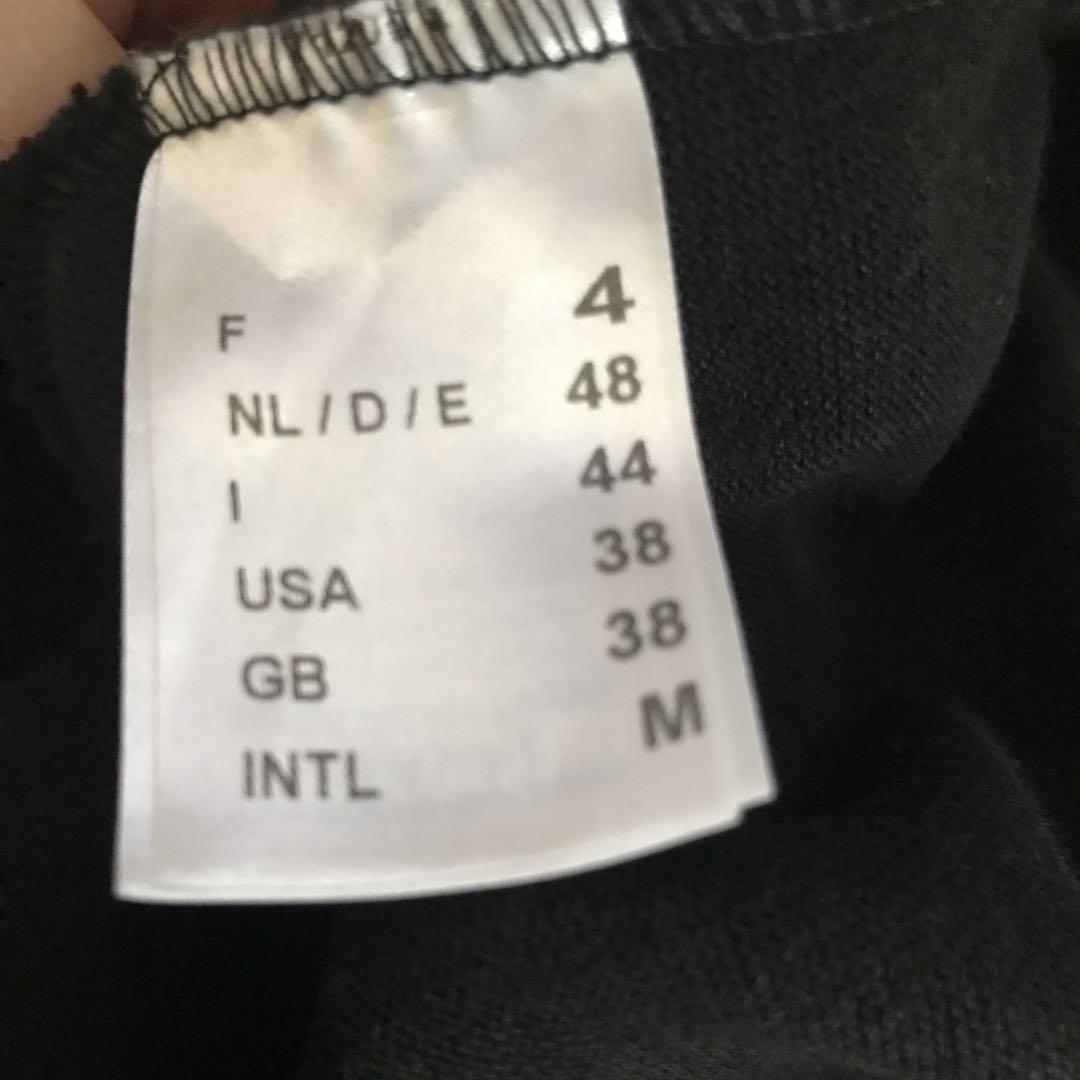 F 4
NL / D / E 48
I 44
USA 38
GB 38
INTL M